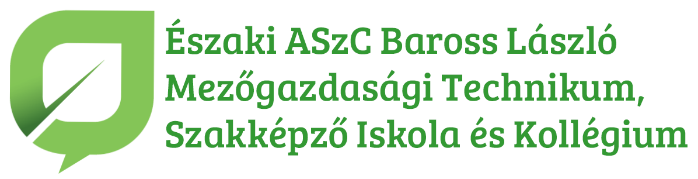 Északi ASzC Baross László
Mezőgazdasági Technikum,
Szakképző Iskola és Kollégium